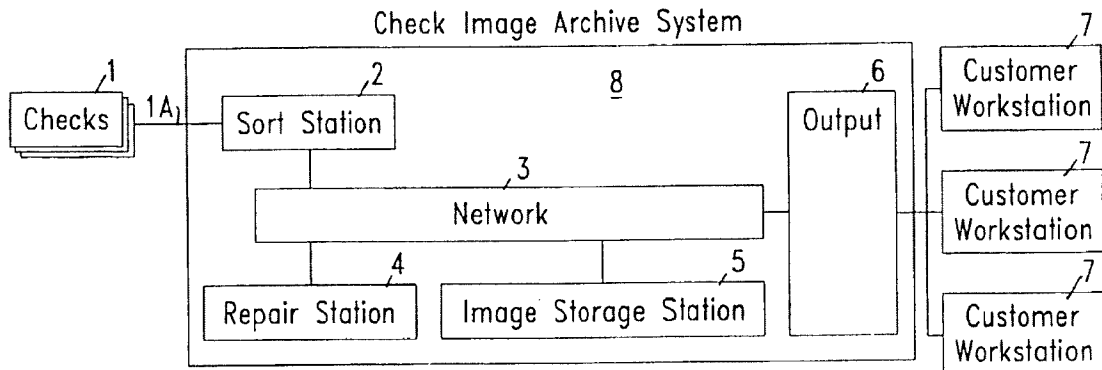 Check Image Archive System
1
Checks
1A
2
Sort Station
8
3
Network
4
Repair Station
5
Image Storage Station
6
Output
7
Customer
Workstation
7
Customer
Workstation
7
Customer
Workstation